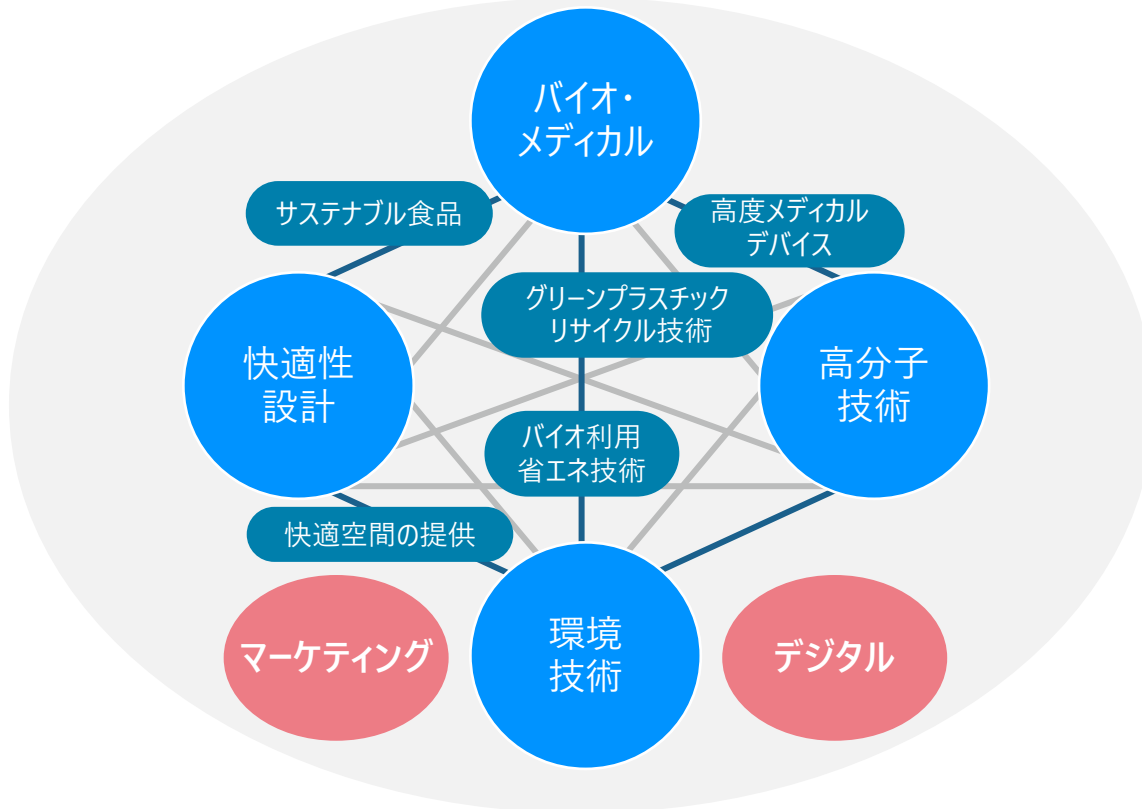 バイオ・
メディカル
サステナブル食品
高度メディカル
デバイス
グリーンプラスチック
リサイクル技術
快適性
設計
高分子
技術
バイオ利用
省エネ技術
快適空間の提供
マーケティング
環境
技術
デジタル